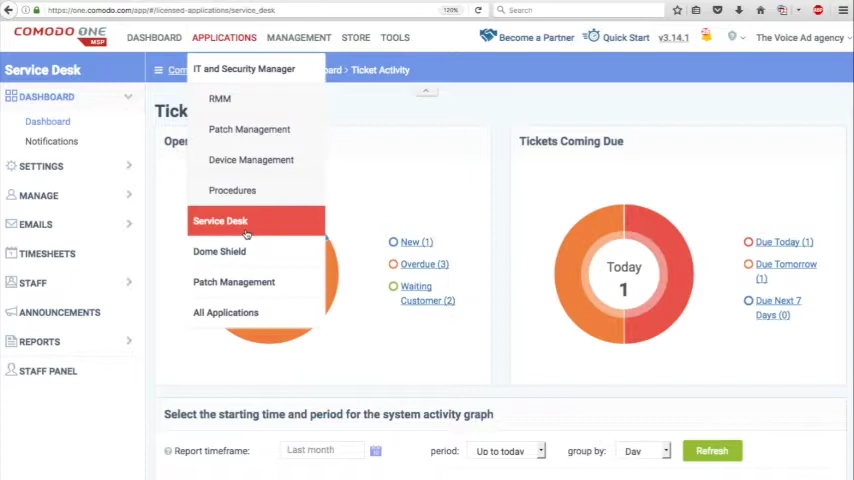 https://one.comodo.com/app/#/licensed-applications/service_desk
120%
Search
COMODO ONE
MSP
DASHBOARD
APPLICATIONS
MANAGEMENT
STORE
TOOLS
Become a Partner
Quick Start
v3.14.1
The Voice Ad agency
Service Desk
Com
IT and Security Manager
board > Ticket Activity
DASHBOARD
Dashboard
Notifications
SETTINGS
MANAGE
EMAILS
TIMESHEETS
STAFF
ANNOUNCEMENTS
REPORTS
STAFF PANEL
RMM
Patch Management
Device Management
Procedures
Service Desk
Dome Shield
Patch Management
All Applications
Tick
Open
New (1)
Overdue (3)
Waiting
Customer (2)
Tickets Coming Due
Today
1
Due Today (1)
Due Tomorrow
(1)
Due Next 7
Days (0)
Select the starting time and period for the system activity graph
Report timeframe:
Last month
period:
Up to today
group by:
Day
Refresh